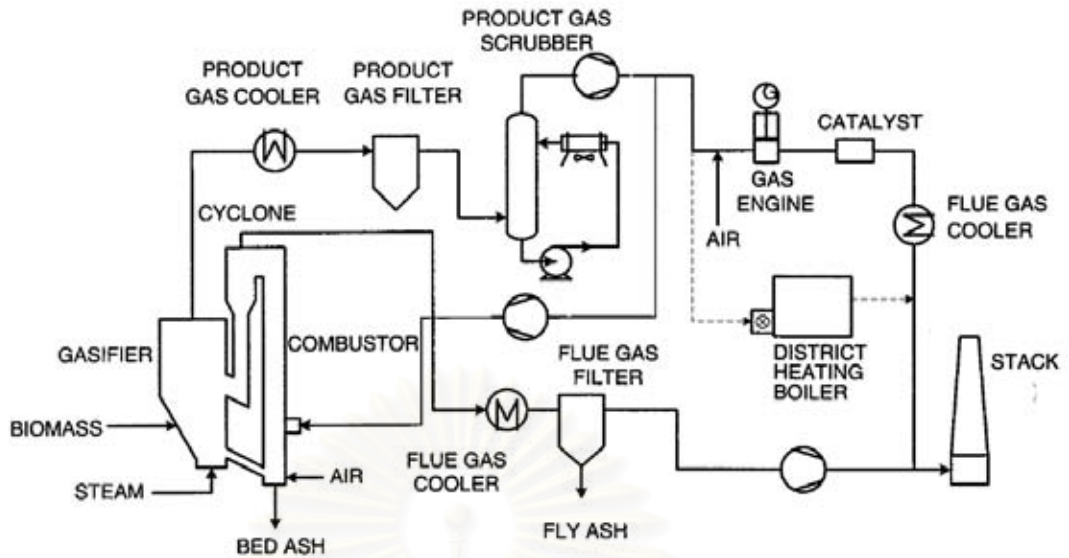 PRODUCT GAS
SCRUBBER
PRODUCT
GAS COOLER
PRODUCT
GAS FILTER
CATALYST
GAS
ENGINE
CYCLONE
AIR
FLUE GAS
COOLER
GASIFIER
COMBUSTOR
FLUE GAS
FILTER
DISTRICT
HEATING
BOILER
STACK
BIOMASS
STEAM
AIR
FLUE GAS
COOLER
BED ASH
FLY ASH